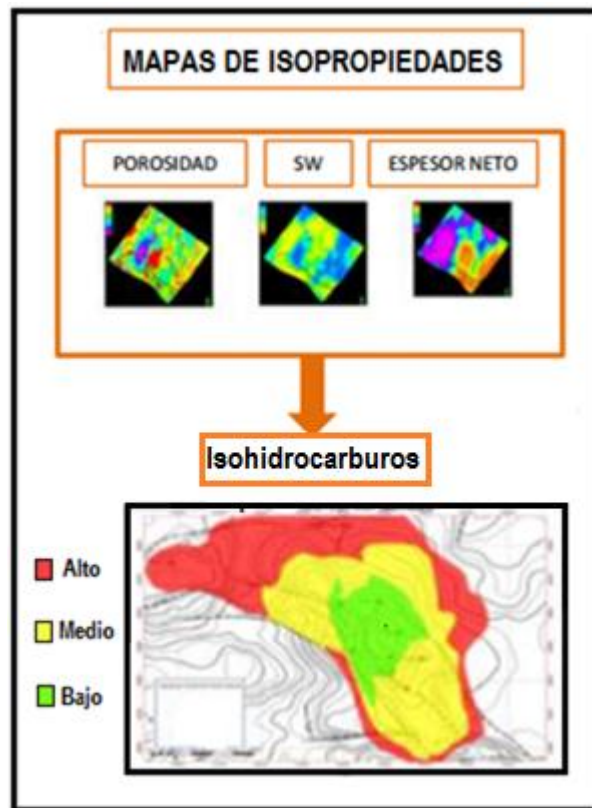 MAPAS DE ISOPROPIEDADES
POROSIDAD
SW
ESPESOR NETO
Isohidrocarburos
Alto
Medio
Bajo